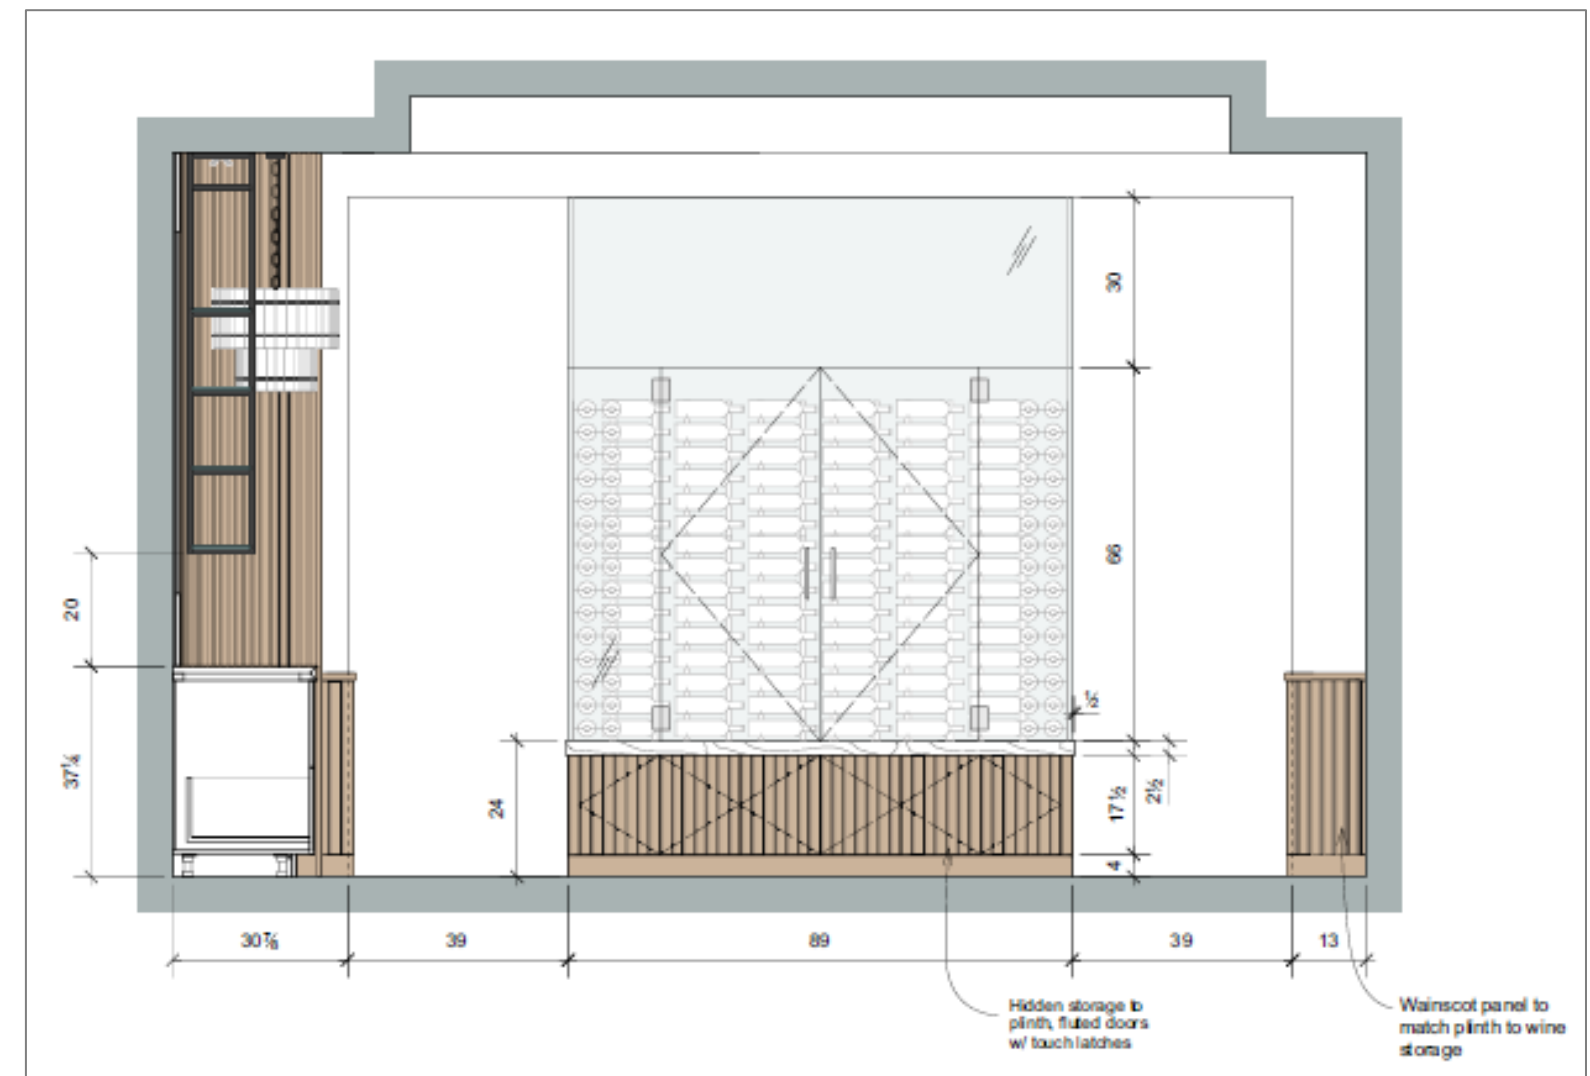 30
66
20
½
37¼
24
17½
2½
4
30⅞
39
89
39
13
Hidden storage to
plinth, fluted doors
w/ touch latches
Wainscot panel to
match plinth to wine
storage